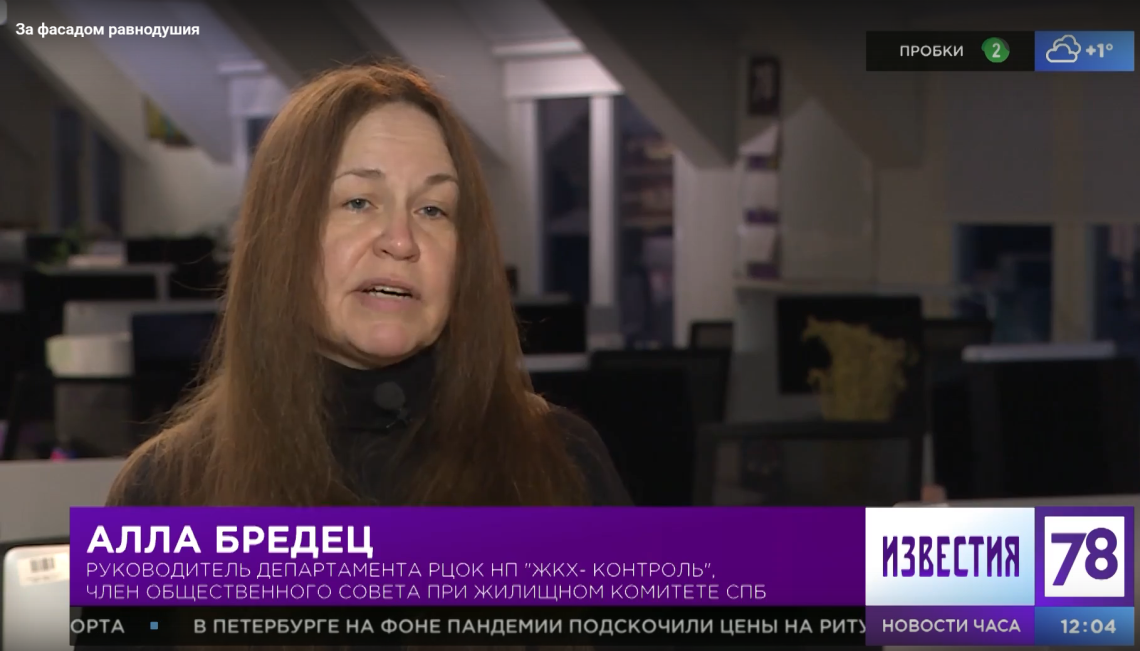 За фасадом равнодушия
ПРОБКИ 2 +1°
АЛЛА БРЕДЕЦ
РУКОВОДИТЕЛЬ ДЕПАРТАМЕНТА РЦОК НП "ЖКХ- КОНТРОЛЬ",
ЧЛЕН ОБЩЕСТВЕННОГО СОВЕТА ПРИ ЖИЛИЩНОМ КОМИТЕТЕ СПБ
ИЗВЕСТИЯ 78
ОРТА ▪ В ПЕТЕРБУРГЕ НА ФОНЕ ПАНДЕМИИ ПОДСКОЧИЛИ ЦЕНЫ НА РИТУ
НОВОСТИ ЧАСА 12:04